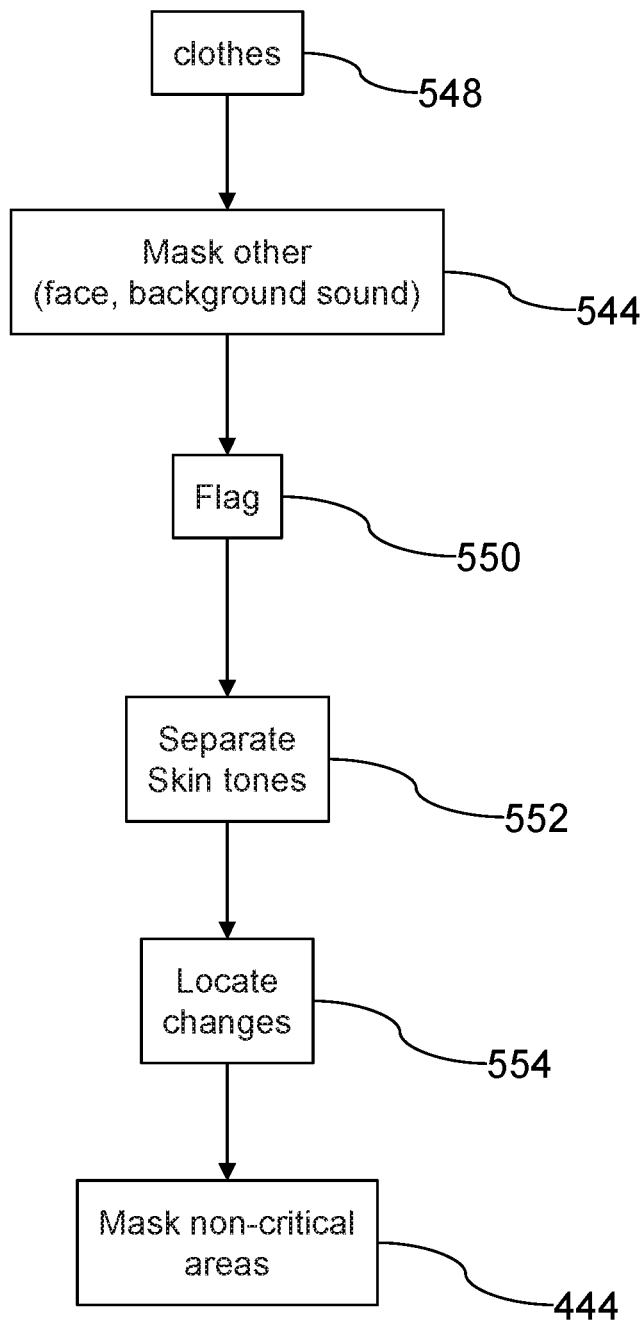 clothes
548
Mask other
(face, background sound)
544
Flag
550
Separate
Skin tones
552
Locate
changes
554
Mask non-critical
areas
444